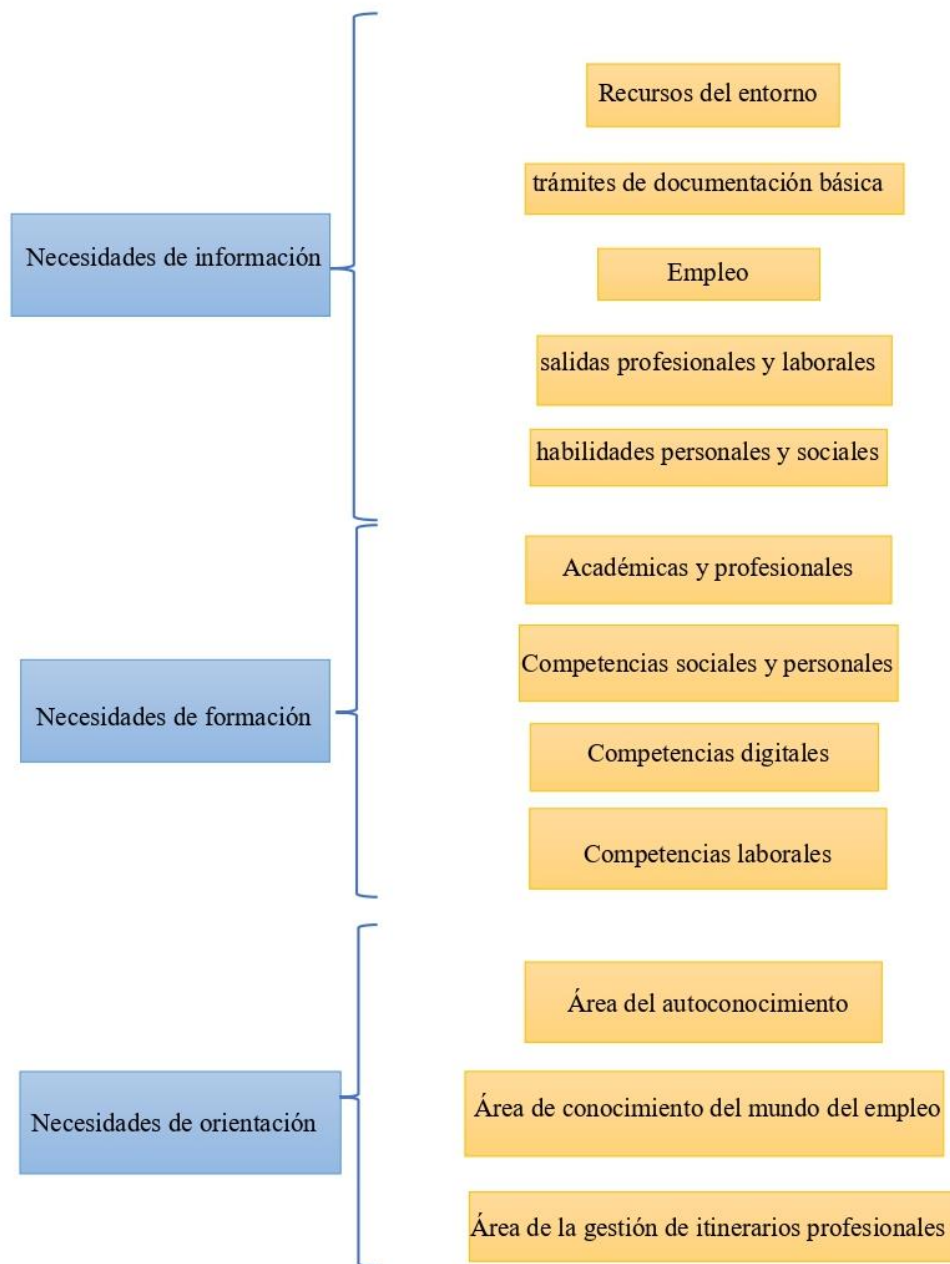 Necesidades de información
Recursos del entorno
trámites de documentación básica
Empleo
salidas profesionales y laborales
habilidades personales y sociales
Necesidades de formación
Académicas y profesionales
Competencias sociales y personales
Competencias digitales
Competencias laborales
Necesidades de orientación
Área del autoconocimiento
Área de conocimiento del mundo del empleo
Área de la gestión de itinerarios profesionales